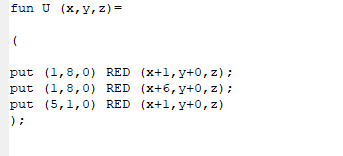 fun U (x,y,z)=
(
put (1,8,0) RED (x+1,y+0,z);
put (1,8,0) RED (x+6,y+0,z);
put (5,1,0) RED (x+1,y+0,z)
);